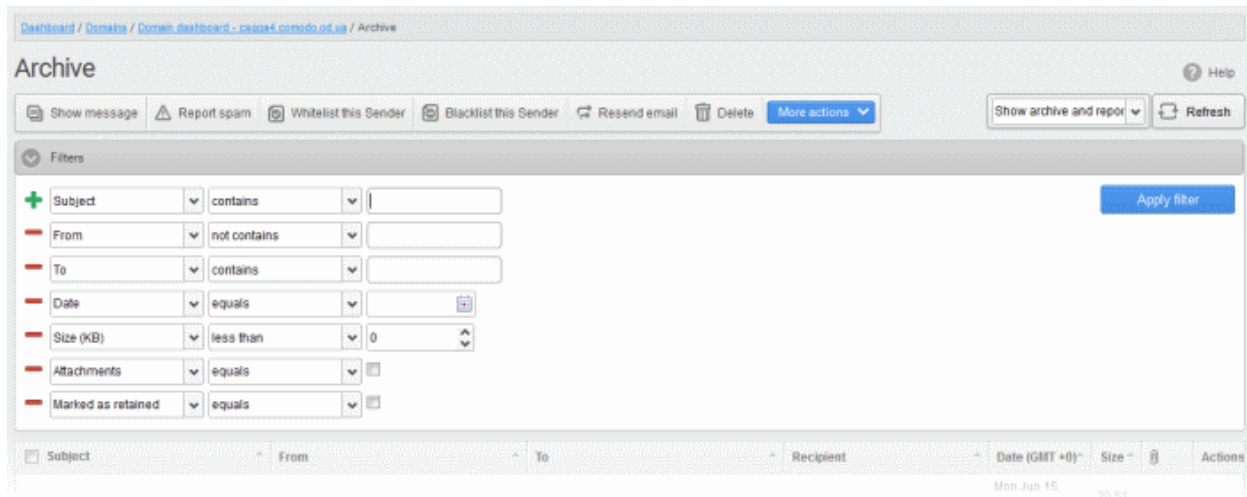 Dashboard / Domains / Domain dashboard - caqga4.comodo.od.ua / Archive
Archive
Help
Show message Report spam Whitelist this Sender Blacklist this Sender Resend email Delete More actions Show archive and repor Refresh
Filters
Subject contains Apply filter
From not contains
To contains
Date equals
Size (KB) less than 0
Attachments equals
Marked as retained equals
Subject From To Recipient Date (GMT +0) Size Actions
Mon Jun 15